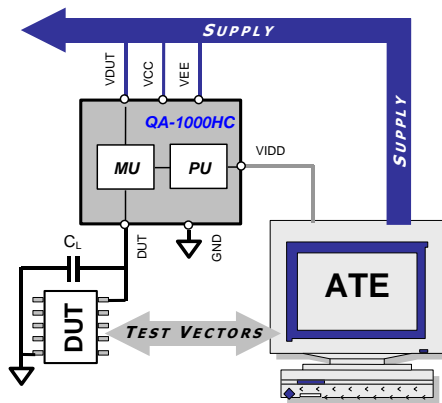 SUPPLY
VDUT
VCC
VEE
QA-1000HC
SUPPLY
MU
PU
VIDD
DUT
GND
CL
DUT
TEST VECTORS
ATE